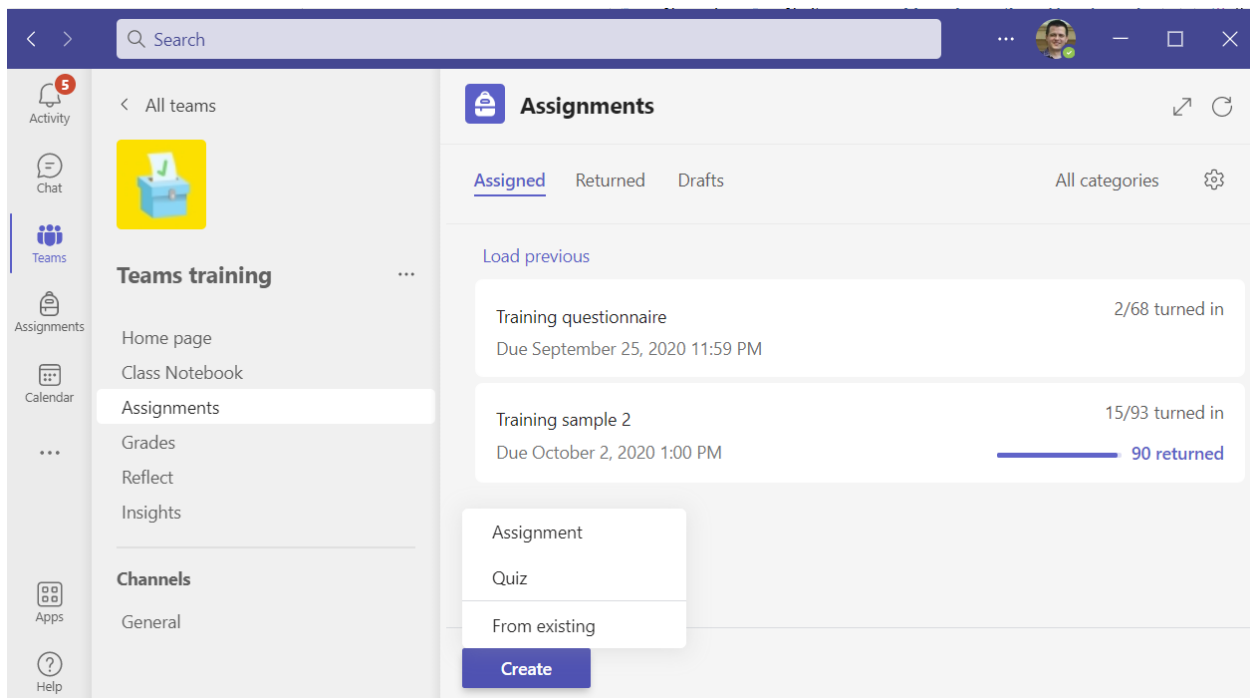 Search
5
Activity
Chat
Teams
Assignments
Calendar
Apps
Help
All teams
Teams training
Home page
Class Notebook
Assignments
Grades
Reflect
Insights
Channels
General
Assignments
Assigned Returned Drafts All categories
Load previous
Training questionnaire 2/68 turned in
Due September 25, 2020 11:59 PM
Training sample 2 15/93 turned in
Due October 2, 2020 1:00 PM 90 returned
Assignment
Quiz
From existing
Create